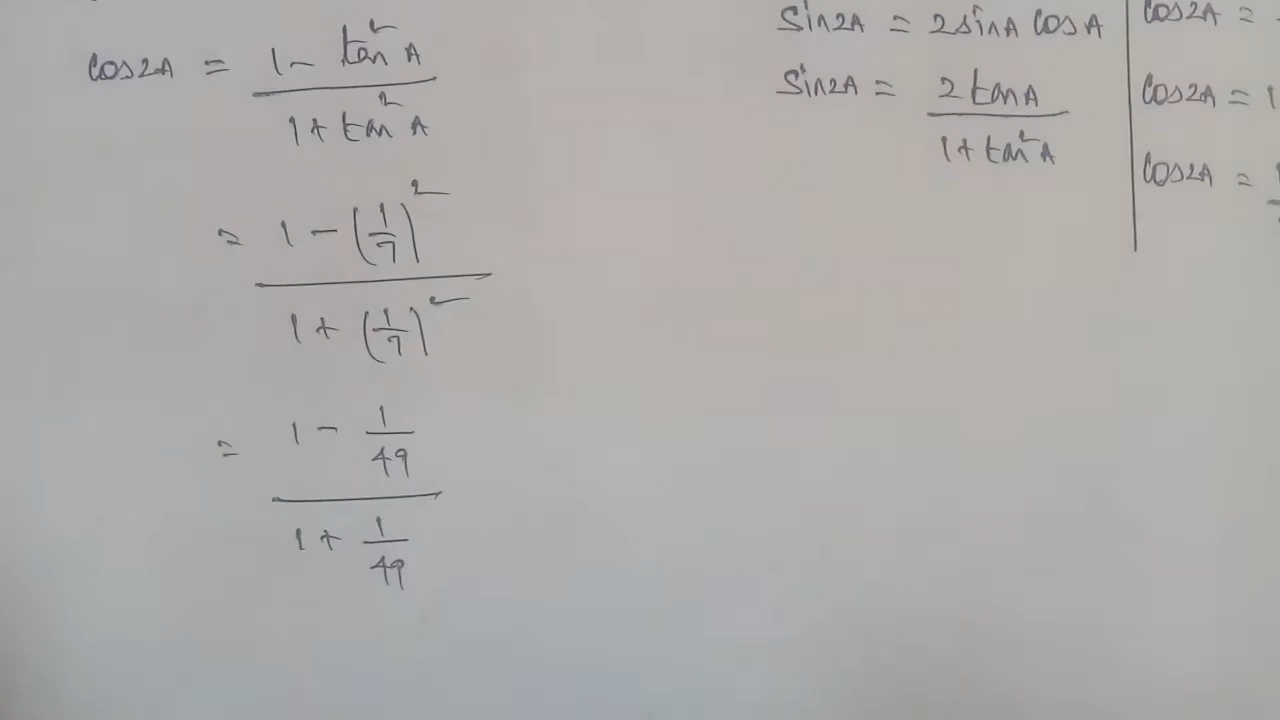 cos2A = (1 - tan²A) / (1 + tan²A)
= (1 - (1/7)²) / (1 + (1/7)²)
= (1 - 1/49) / (1 + 1/49)
Sin2A = 2sinA cosA
Sin2A = 2tanA / (1 + tan²A)
Cos2A =
Cos2A = 1
Cos2A =